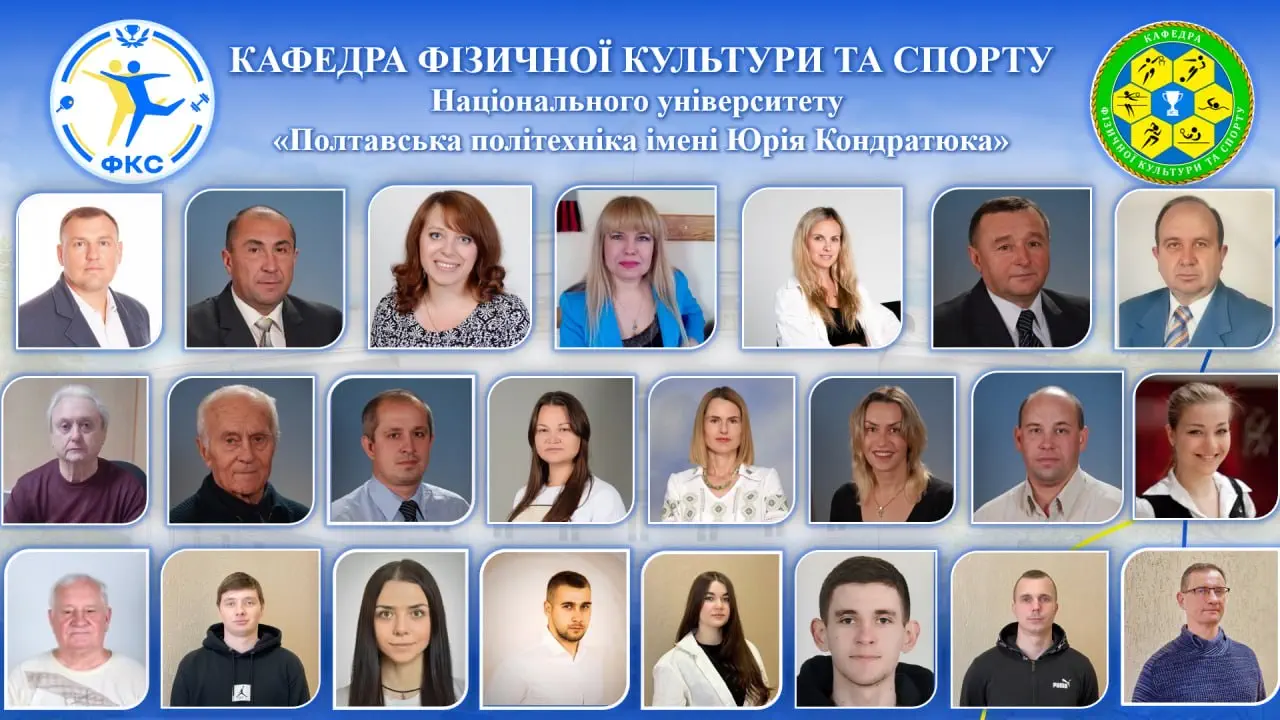 КАФЕДРА ФІЗИЧНОЇ КУЛЬТУРИ ТА СПОРТУ
Національного університету
«Полтавська політехніка імені Юрія Кондратюка»
ФКС
КАФЕДРА
ФІЗИЧНОЇ КУЛЬТУРИ ТА СПОРТУ
PUMA